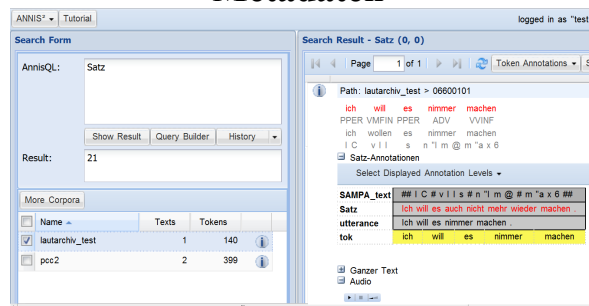 ANNIS² Tutorial logged in as "test
Search Form
AnnisQL: Satz
Show Result Query Builder History
Result: 21
More Corpora
Name Texts Tokens
lautarchiv_test 1 140
pcc2 2 399
Search Result - Satz (0, 0)
Page 1 of 1 Token Annotations
Path: lautarchiv_test > 06600101
ich will es nimmer machen
PPER VMFIN PPER ADV VVINF
ich wollen es nimmer machen
I C v I l s n "I m @ m "a x 6
Satz-Annotationen
Select Displayed Annotation Levels
SAMPA_text ## I C # v I l s # n "I m @ # m "a x 6 ##
Satz Ich will es auch nicht mehr wieder machen .
utterance Ich will es nimmer machen .
tok ich will es nimmer machen
Ganzer Text
Audio